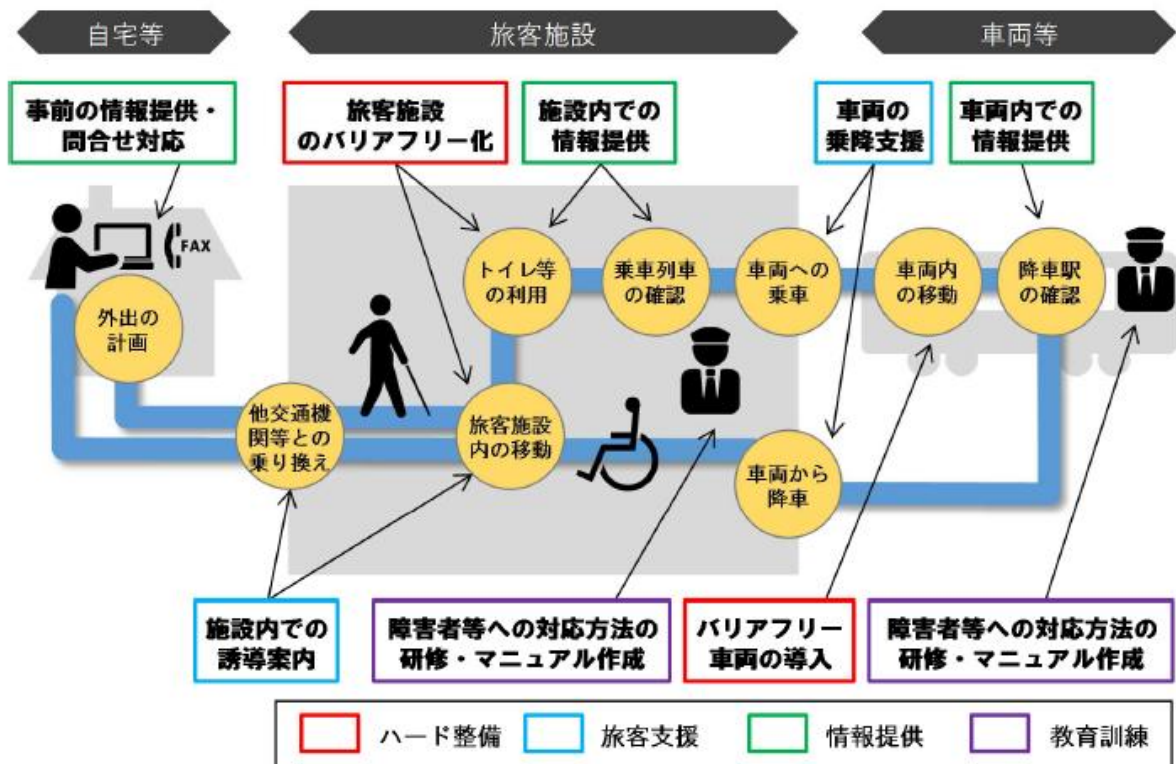 自宅等
旅客施設
車両等
事前の情報提供・
問合せ対応
旅客施設
のバリアフリー化
施設内での
情報提供
車両の
乗降支援
車両内での
情報提供
FAX
外出の
計画
トイレ等
の利用
乗車列車
の確認
車両への
乗車
車両内
の移動
降車駅
の確認
他交通機
関等との
乗り換え
旅客施設
内の移動
車両から
降車
施設内での
誘導案内
障害者等への対応方法の
研修・マニュアル作成
バリアフリー
車両の導入
障害者等への対応方法の
研修・マニュアル作成
ハード整備
旅客支援
情報提供
教育訓練